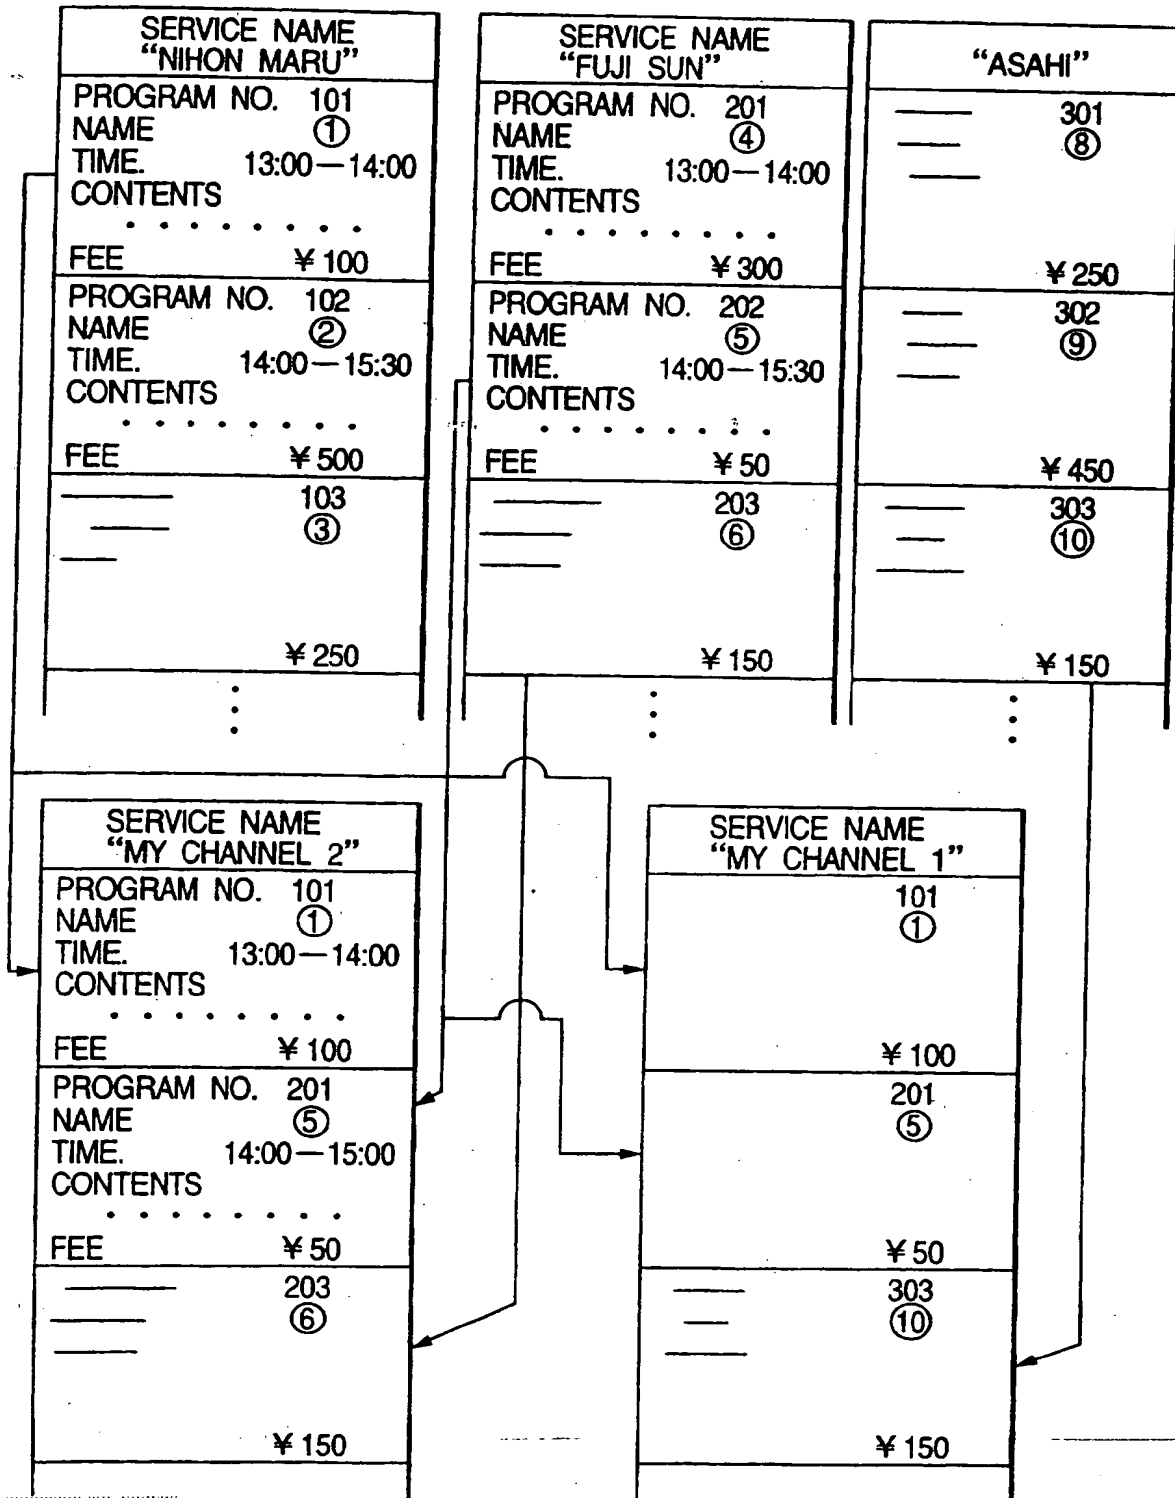 SERVICE NAME
“NIHON MARU”
PROGRAM NO. 101
NAME ①
TIME. 13:00—14:00
CONTENTS
• • • • • • • •
FEE ¥100
PROGRAM NO. 102
NAME ②
TIME. 14:00—15:30
CONTENTS
• • • • • • • •
FEE ¥500
103
③
¥250
SERVICE NAME
“FUJI SUN”
PROGRAM NO. 201
NAME ④
TIME. 13:00—14:00
CONTENTS
• • • • • • • •
FEE ¥300
PROGRAM NO. 202
NAME ⑤
TIME. 14:00—15:30
CONTENTS
• • • • • • • •
FEE ¥50
203
⑥
¥150
“ASAHI”
301
⑧
¥250
302
⑨
¥450
303
⑩
¥150
SERVICE NAME
“MY CHANNEL 2”
PROGRAM NO. 101
NAME ①
TIME. 13:00—14:00
CONTENTS
• • • • • • • •
FEE ¥100
PROGRAM NO. 201
NAME ⑤
TIME. 14:00—15:00
CONTENTS
• • • • • • • •
FEE ¥50
203
⑥
¥150
SERVICE NAME
“MY CHANNEL 1”
101
①
¥100
201
⑤
¥50
303
⑩
¥150